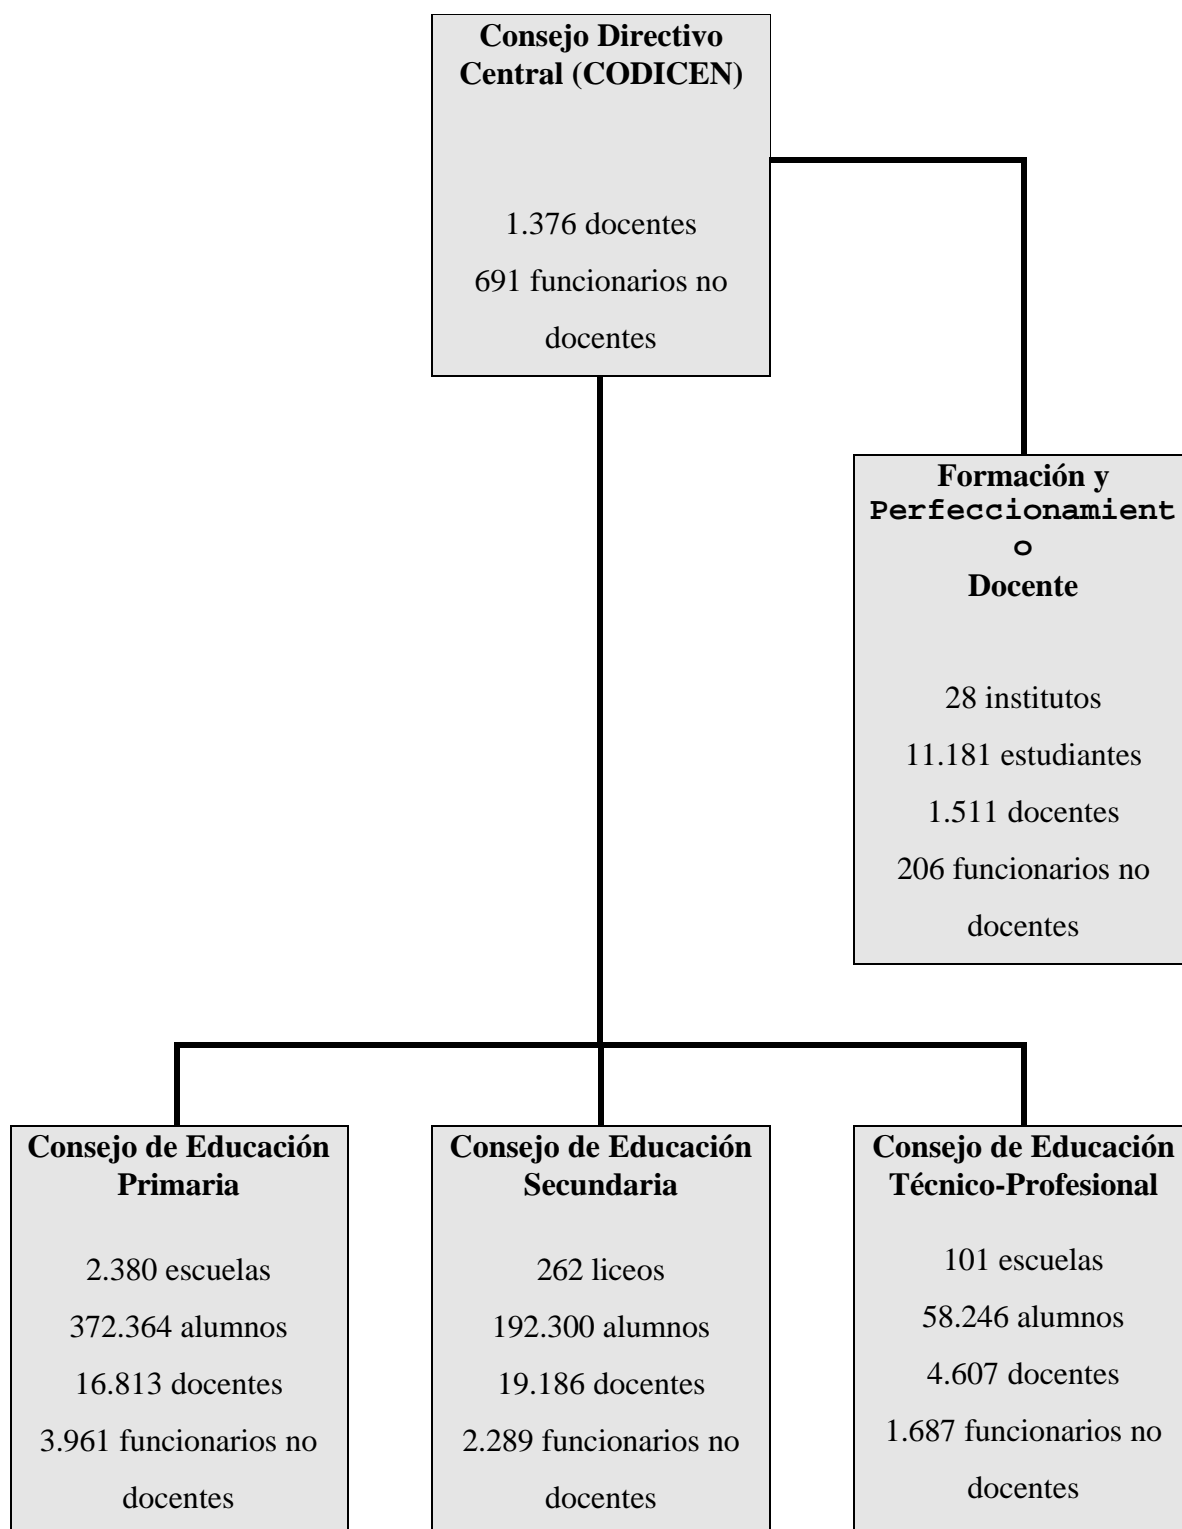 Consejo Directivo
Central (CODICEN)
1.376 docentes
691 funcionarios no
docentes
Formación y
Perfeccionamient
o
Docente
28 institutos
11.181 estudiantes
1.511 docentes
206 funcionarios no
docentes
Consejo de Educación
Primaria
2.380 escuelas
372.364 alumnos
16.813 docentes
3.961 funcionarios no
docentes
Consejo de Educación
Secundaria
262 liceos
192.300 alumnos
19.186 docentes
2.289 funcionarios no
docentes
Consejo de Educación
Técnico-Profesional
101 escuelas
58.246 alumnos
4.607 docentes
1.687 funcionarios no
docentes